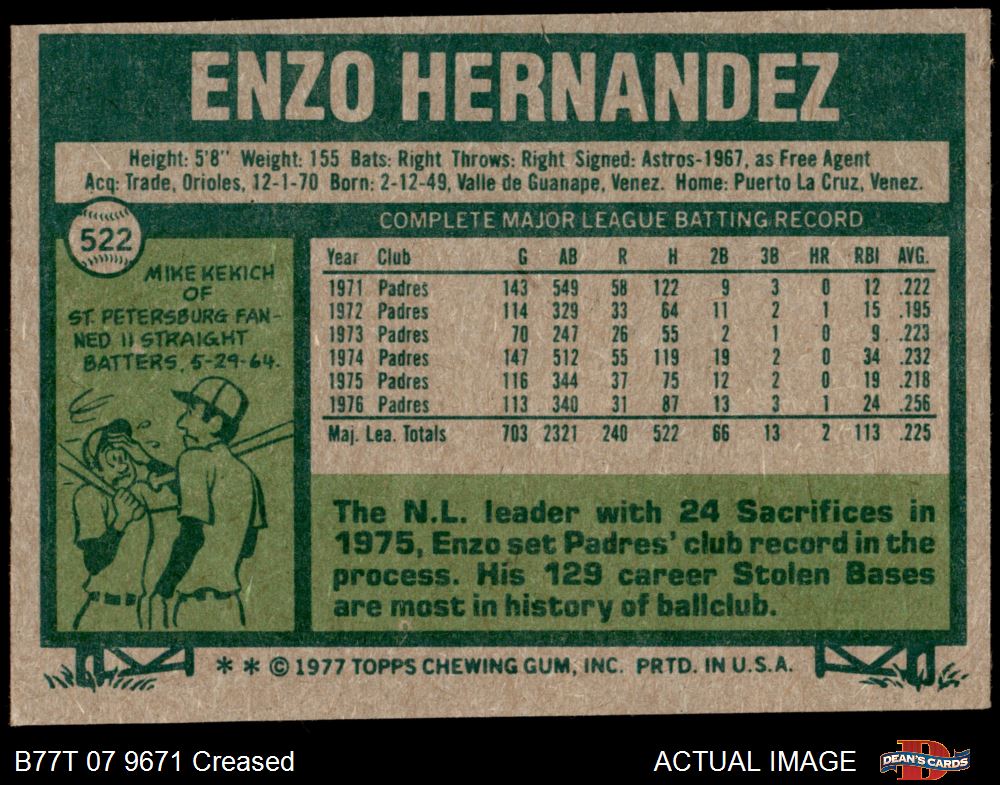 ENZO HERNANDEZ
Height: 5'8" Weight: 155 Bats: Right Throws: Right Signed: Astros-1967, as Free Agent
Acq: Trade, Orioles, 12-1-70 Born: 2-12-49, Valle de Guanape, Venez. Home: Puerto La Cruz, Venez.
522
MIKE KEKICH
OF
ST. PETERSBURG FAN-
NED 11 STRAIGHT
BATTERS, 5-29-64.
COMPLETE MAJOR LEAGUE BATTING RECORD
Year Club G AB R H 2B 3B HR RBI AVG.
1971 Padres 143 549 58 122 9 3 0 12 .222
1972 Padres 114 329 33 64 11 2 1 15 .195
1973 Padres 70 247 26 55 2 1 0 9 .223
1974 Padres 147 512 55 119 19 2 0 34 .232
1975 Padres 116 344 37 75 12 2 0 19 .218
1976 Padres 113 340 31 87 13 3 1 24 .256
Maj. Lea. Totals 703 2321 240 522 66 13 2 113 .225
The N.L. leader with 24 Sacrifices in
1975, Enzo set Padres' club record in the
process. His 129 career Stolen Bases
are most in history of ballclub.
* * © 1977 TOPPS CHEWING GUM, INC. PRTD. IN U.S.A.
B77T 07 9671 Creased
ACTUAL IMAGE
DEAN'S CARDS